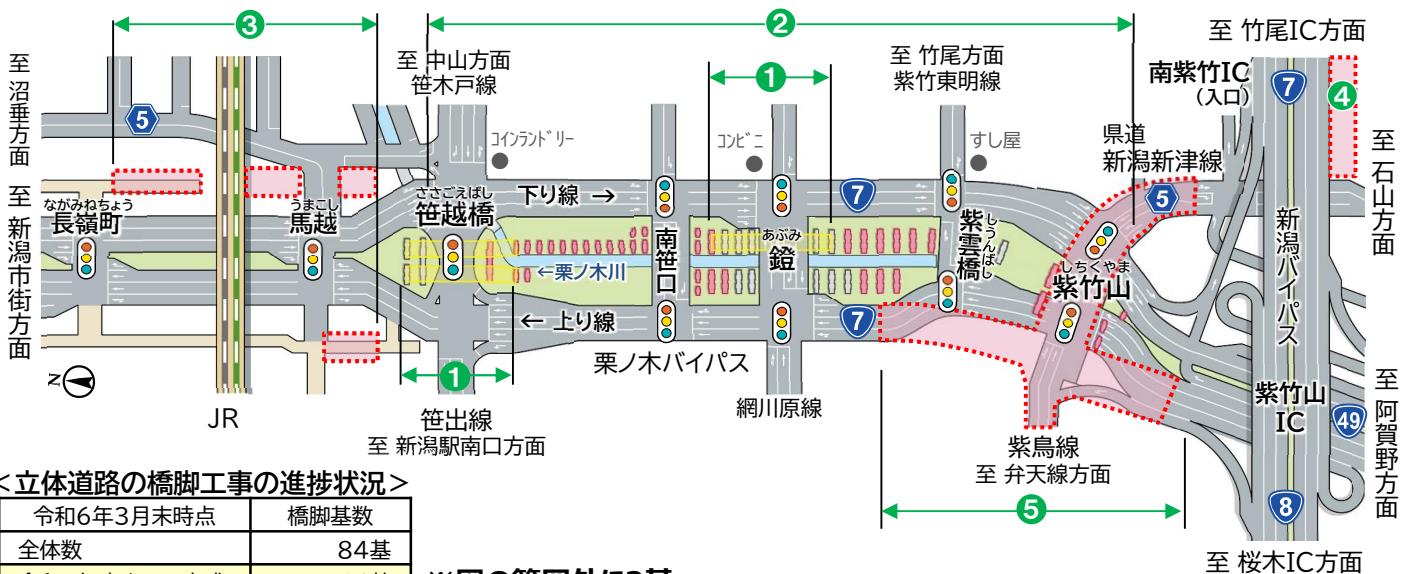 ③
②
①
至 竹尾IC方面
至 中山方面
笹木戸線
至 竹尾方面
紫竹東明線
南紫竹IC
(入口)
7
④
至 沼垂方面
5
コインランドリー
コンビニ
すし屋
県道
新潟新津線
5
至 石山方面
至 新潟市街方面
ながみねちょう
長嶺町
うまこし
馬越
ささごえばし
笹越橋
下り線 →
7
南笹口
あぶみ
鐙
しうんばし
紫雲橋
しちくやま
紫竹山
新潟バイパス
←栗ノ木川
← 上り線
7
栗ノ木バイパス
①
N
JR
笹出線
至 新潟駅南口方面
網川原線
紫鳥線
至 弁天線方面
紫竹山
IC
49
至 阿賀野方面
⑤
8
至 桜木IC方面
<立体道路の橋脚工事の進捗状況>
令和6年3月末時点
橋脚基数
全体数
84基